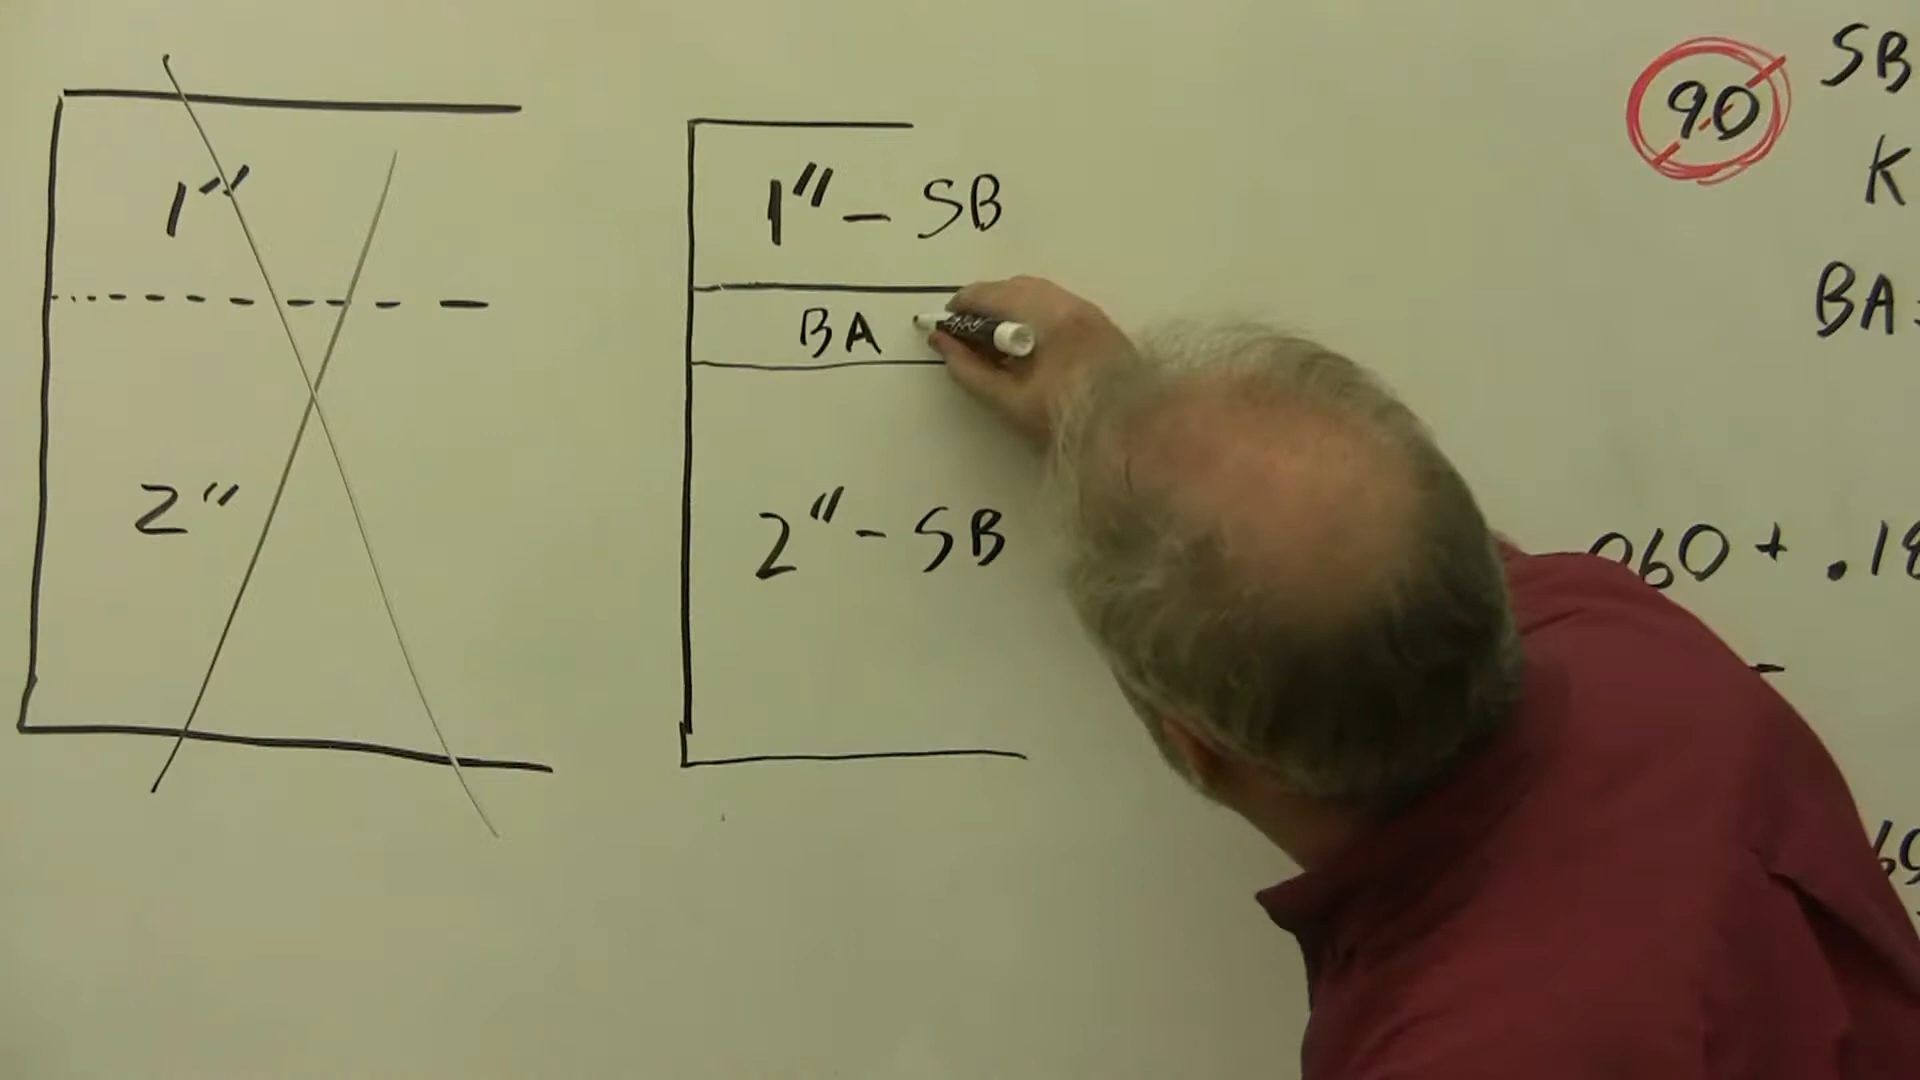 1"
2"
1" - SB
BA
2" - SB
90
SB
K
BA =
060 + .18